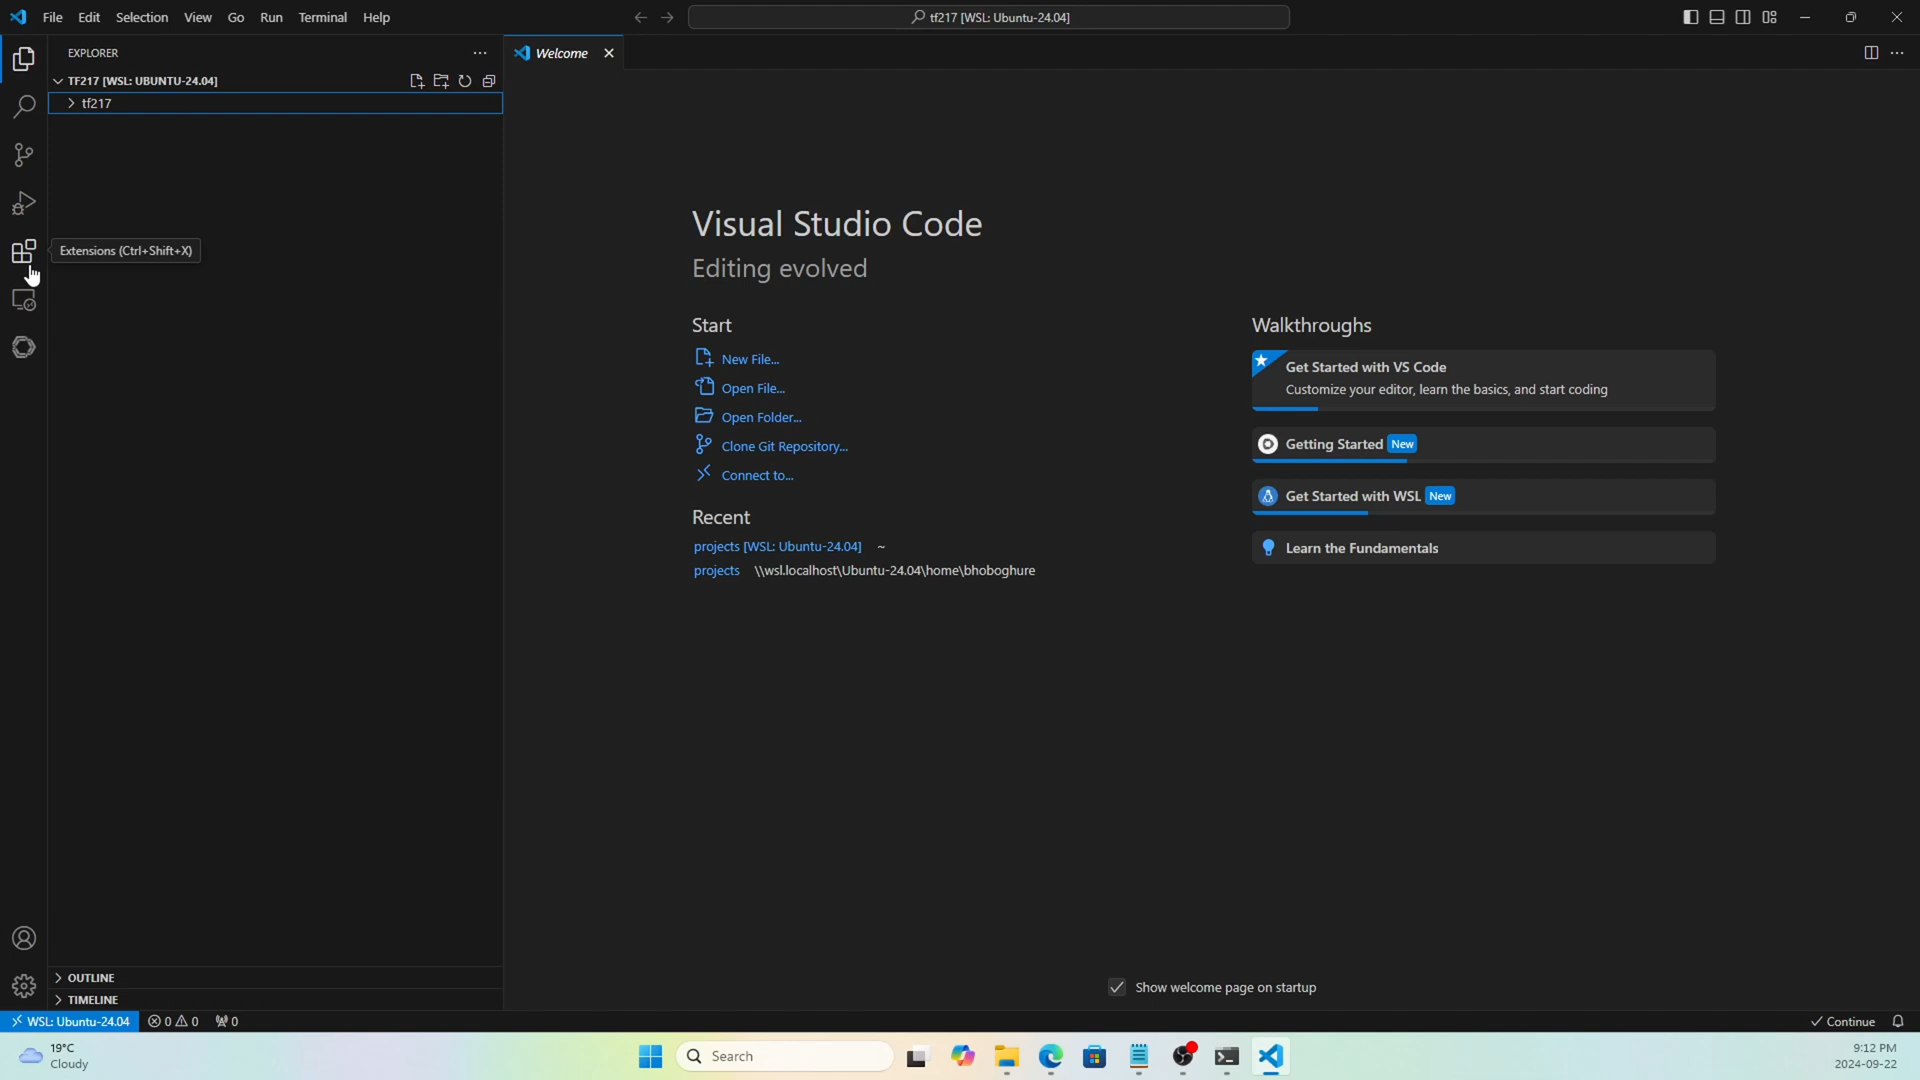 File Edit Selection View Go Run Terminal Help
tf217 [WSL: Ubuntu-24.04]
EXPLORER
Welcome
TF217 [WSL: UBUNTU-24.04]
tf217
Extensions (Ctrl+Shift+X)
Visual Studio Code
Editing evolved
Start
New File...
Open File...
Open Folder...
Clone Git Repository...
Connect to...
Recent
projects [WSL: Ubuntu-24.04] ~
projects \\wsl.localhost\Ubuntu-24.04\home\bhoboghure
Walkthroughs
Get Started with VS Code
Customize your editor, learn the basics, and start coding
Getting Started New
Get Started with WSL New
Learn the Fundamentals
Show welcome page on startup
OUTLINE
TIMELINE
WSL: Ubuntu-24.04 0 0 0
Continue
19°C
Cloudy
Search
9:12 PM
2024-09-22